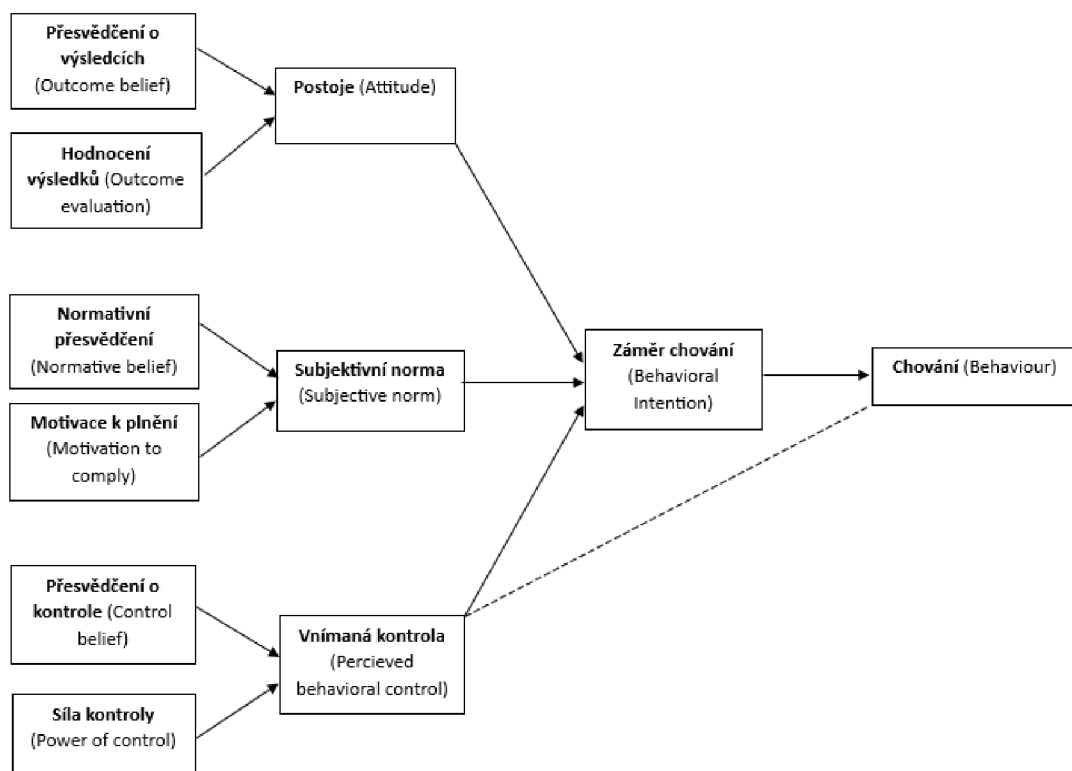 Přesvědčení o
výsledcích
(Outcome belief)
Postoje (Attitude)
Hodnocení
výsledků (Outcome
evaluation)
Normativní
přesvědčení
(Normative belief)
Subjektivní norma
(Subjective norm)
Motivace k plnění
(Motivation to
comply)
Záměr chování
(Behavioral
Intention)
Chování (Behaviour)
Přesvědčení o
kontrole (Control
belief)
Vnímaná kontrola
(Percieved
behavioral control)
Síla kontroly
(Power of control)